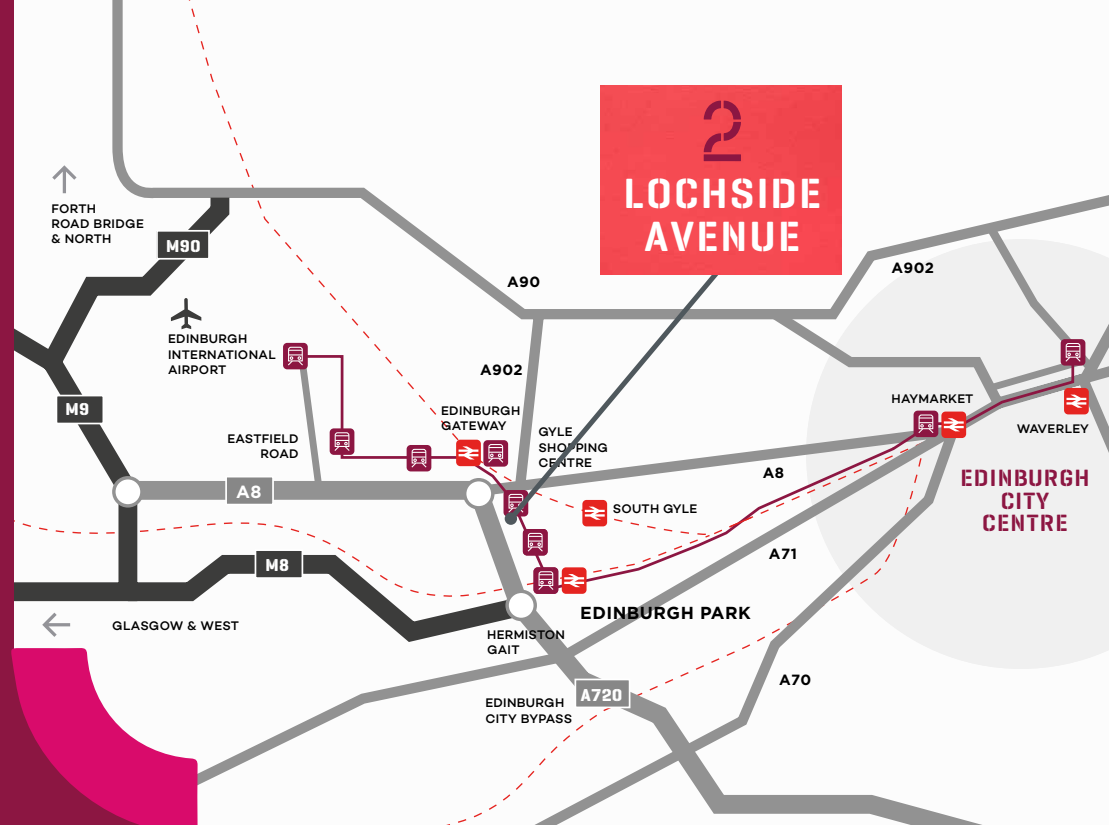 2
LOCHSIDE
AVENUE
FORTH
ROAD BRIDGE
& NORTH
M90
A902
A90
EDINBURGH
INTERNATIONAL
AIRPORT
A902
M9
EDINBURGH
GATEWAY
HAYMARKET
WAVERLEY
EASTFIELD
ROAD
GYLE
SHOPPING
CENTRE
A8
A8
EDINBURGH
CITY
CENTRE
SOUTH GYLE
A71
M8
EDINBURGH PARK
GLASGOW & WEST
HERMISTON
GAIT
A70
A720
EDINBURGH
CITY BYPASS